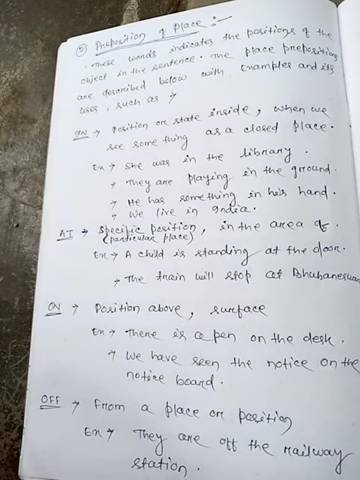 ② Preposition of Place :-
These words indicates the positions of the
object in the sentence. The place preposition
are described below with examples and its
uses, such as →
IN → Position or state inside, when we
see something as a closed place.
Ex → She was in the library.
→ They are playing in the ground.
→ He has something in his hand.
→ We live in India.
AT → Specific position, in the area of.
(particular place)
Ex → A child is standing at the door.
→ The train will stop at Bhubaneswar
ON → Position above, surface
Ex → There is a pen on the desk.
→ We have seen the notice on the
notice board.
OFF → From a place or position
Ex → They are off the railway
station.